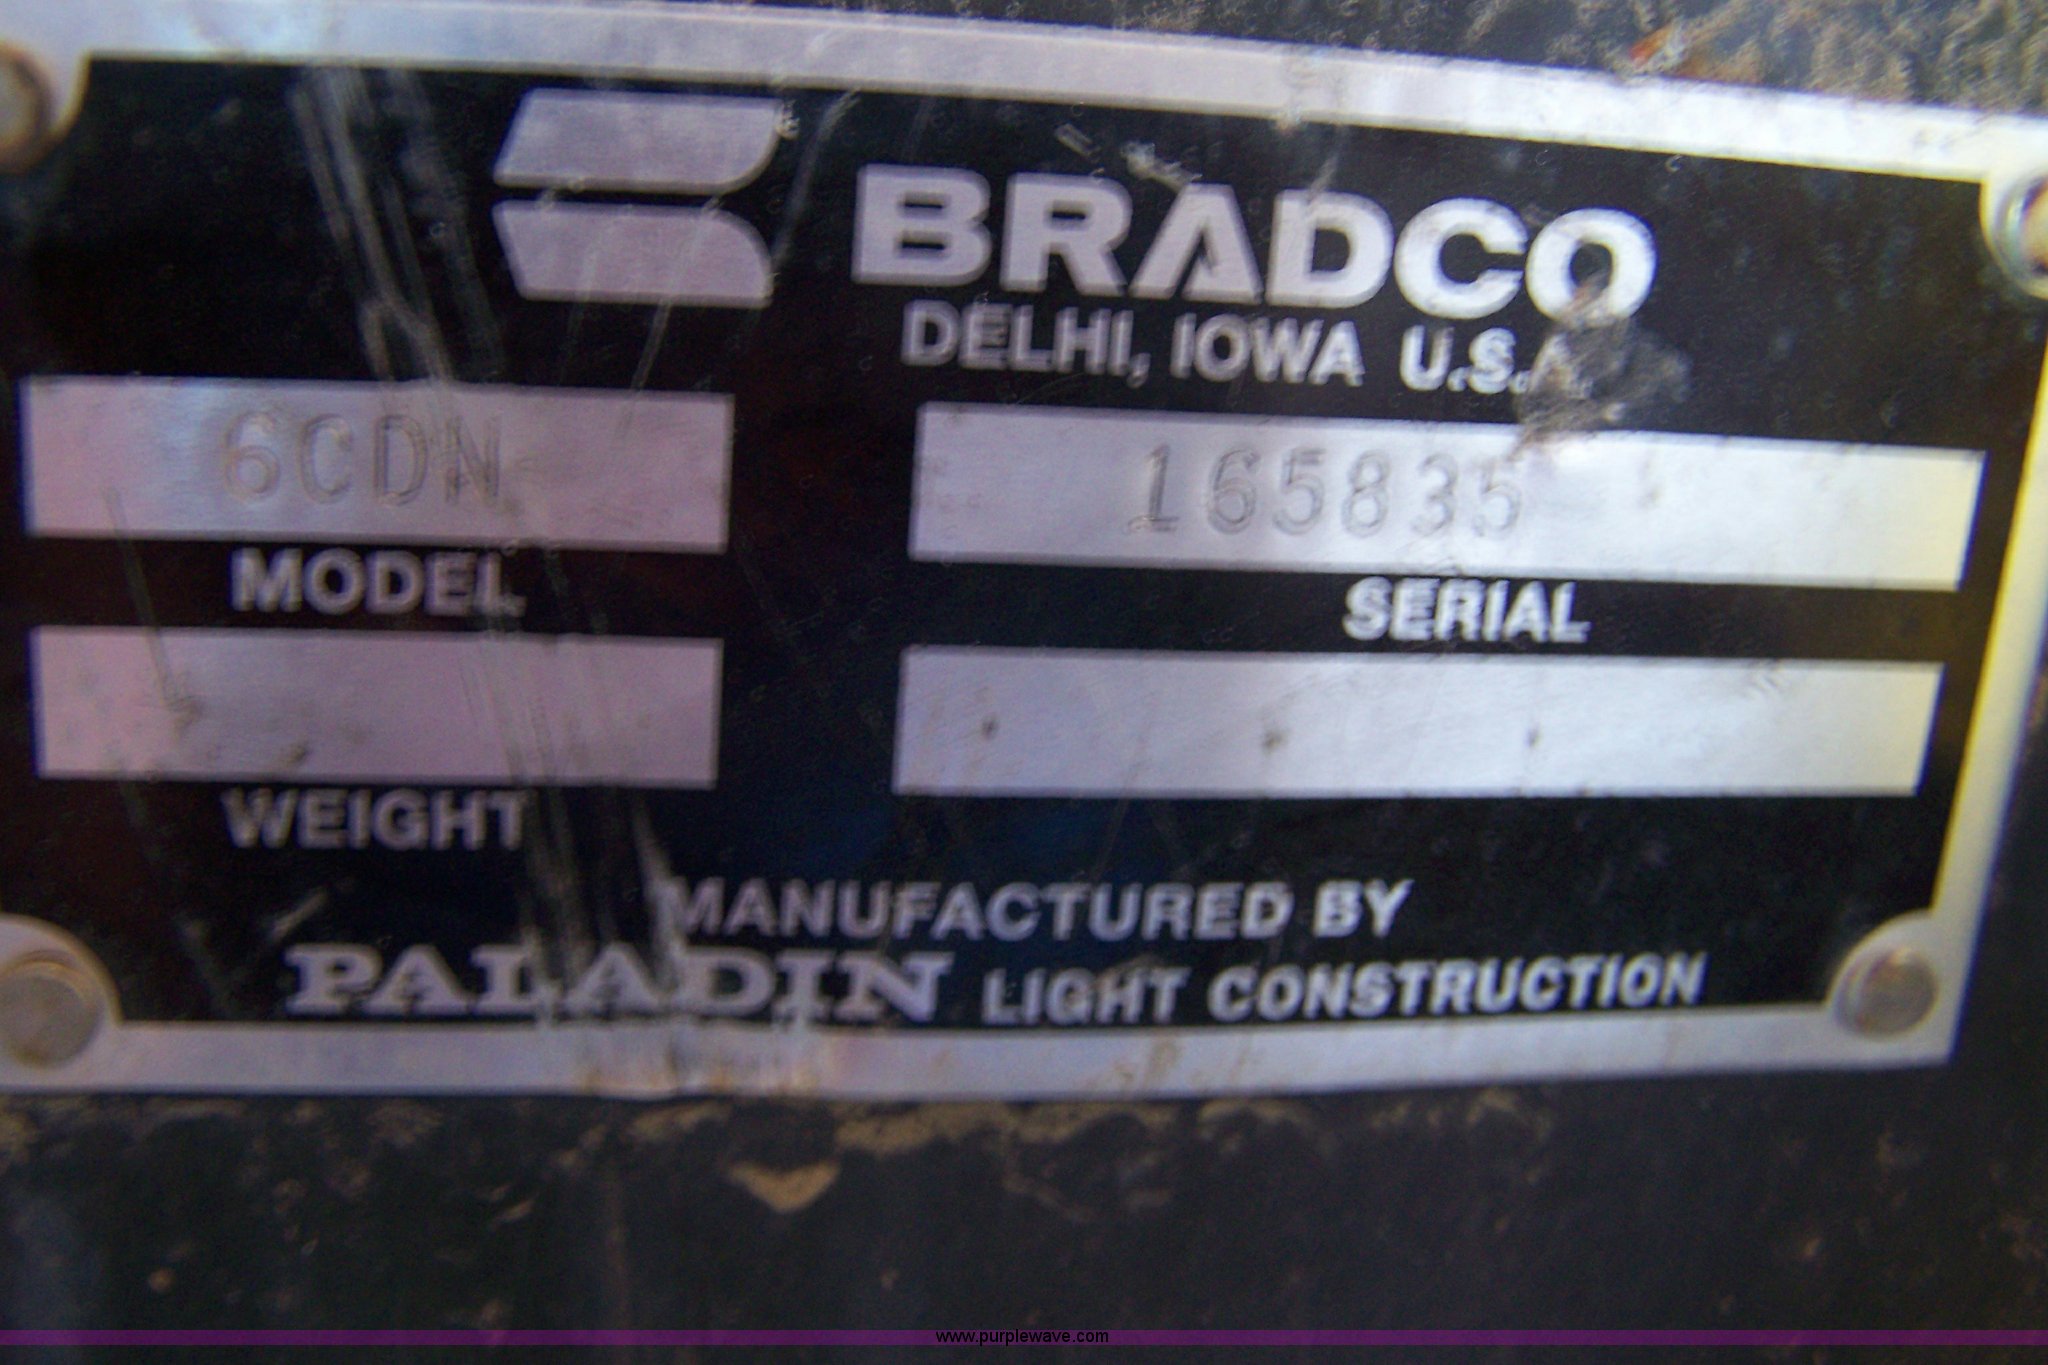 BRADCO
DELHI, IOWA U.S.A.
6CDN
165835
MODEL
SERIAL
WEIGHT
MANUFACTURED BY
PALADIN LIGHT CONSTRUCTION
www.purplewave.com